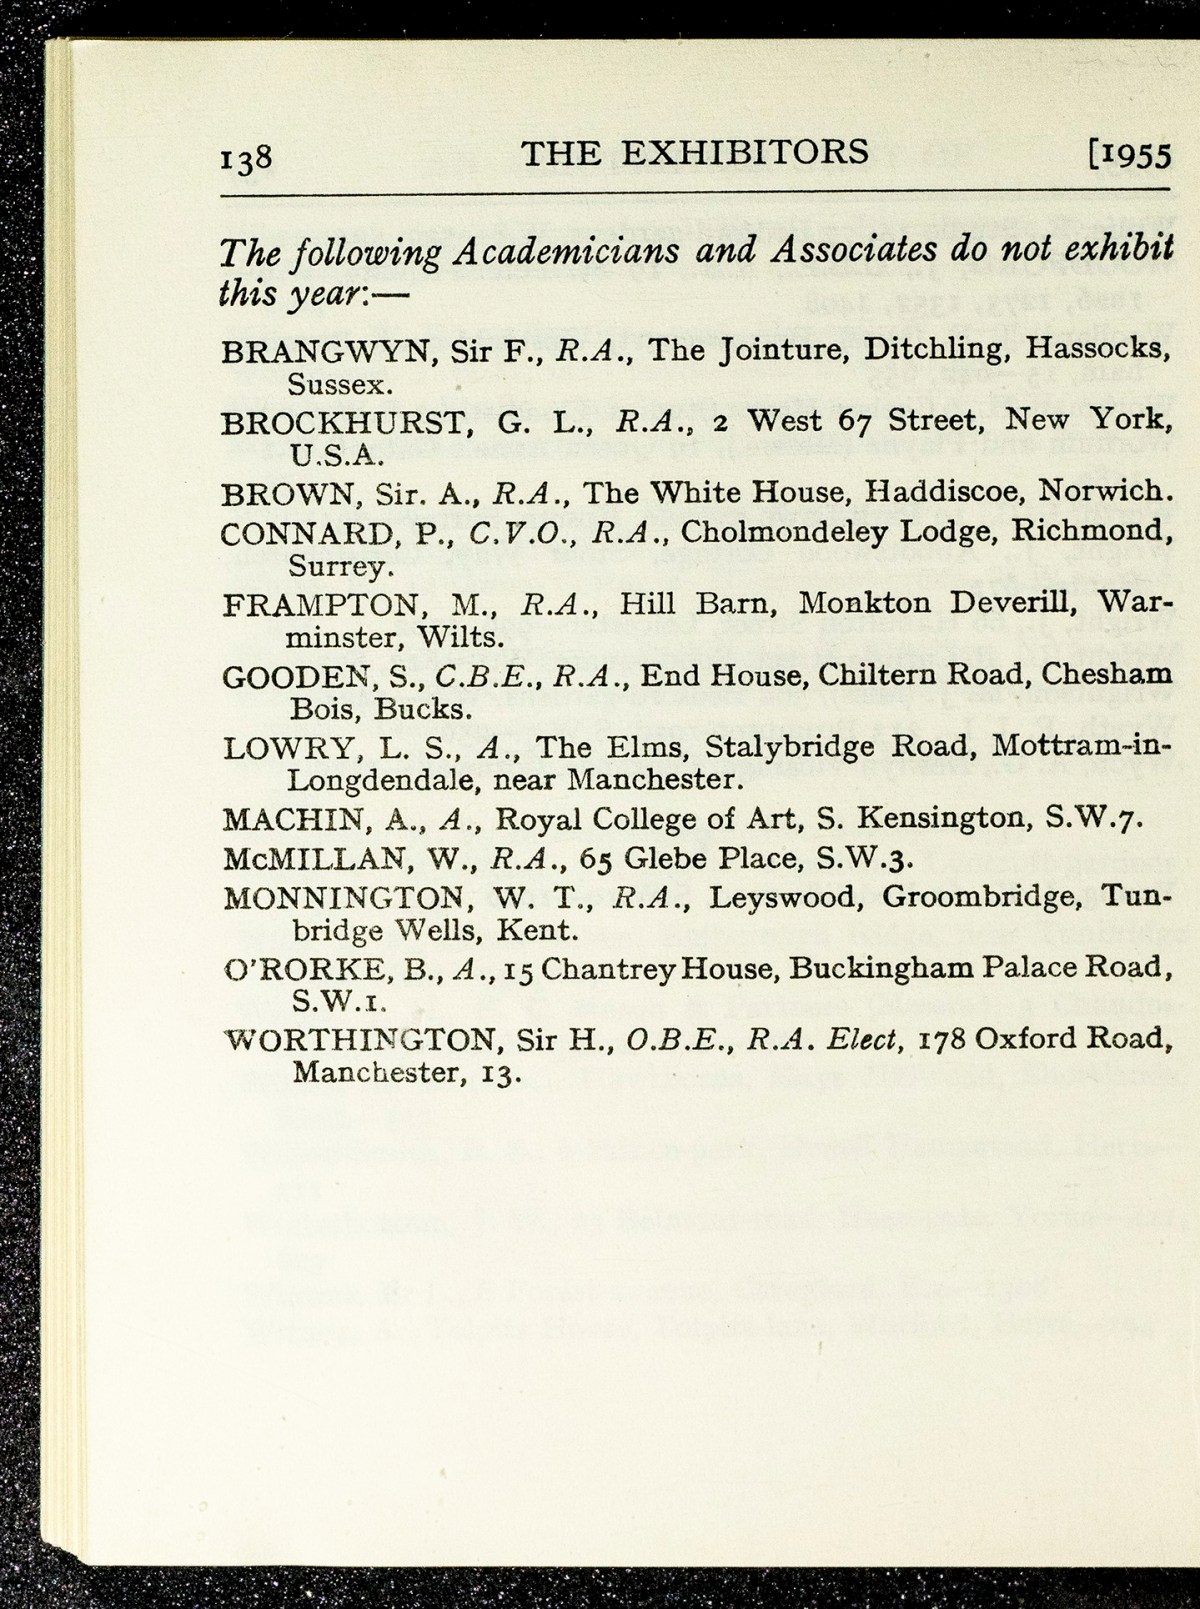 138 THE EXHIBITORS [1955
The following Academicians and Associates do not exhibit
this year:—
BRANGWYN, Sir F., R.A., The Jointure, Ditchling, Hassocks,
Sussex.
BROCKHURST, G. L., R.A., 2 West 67 Street, New York,
U.S.A.
BROWN, Sir. A., R.A., The White House, Haddiscoe, Norwich.
CONNARD, P., C.V.O., R.A., Cholmondeley Lodge, Richmond,
Surrey.
FRAMPTON, M., R.A., Hill Barn, Monkton Deverill, War-
minster, Wilts.
GOODEN, S., C.B.E., R.A., End House, Chiltern Road, Chesham
Bois, Bucks.
LOWRY, L. S., A., The Elms, Stalybridge Road, Mottram-in-
Longdendale, near Manchester.
MACHIN, A., A., Royal College of Art, S. Kensington, S.W.7.
McMILLAN, W., R.A., 65 Glebe Place, S.W.3.
MONNINGTON, W. T., R.A., Leyswood, Groombridge, Tun-
bridge Wells, Kent.
O'RORKE, B., A., 15 Chantrey House, Buckingham Palace Road,
S.W.1.
WORTHINGTON, Sir H., O.B.E., R.A. Elect, 178 Oxford Road,
Manchester, 13.